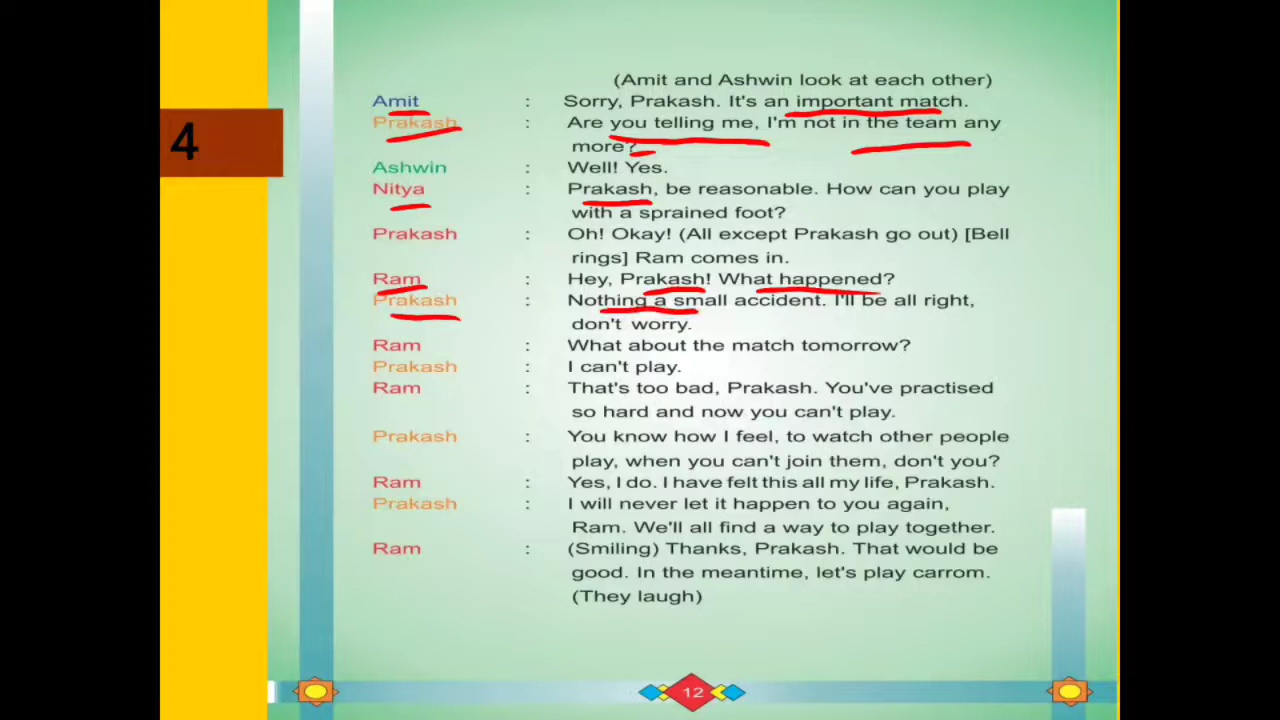 4
(Amit and Ashwin look at each other)
Amit : Sorry, Prakash. It's an important match.
Prakash : Are you telling me, I'm not in the team any
more?
Ashwin : Well! Yes.
Nitya : Prakash, be reasonable. How can you play
with a sprained foot?
Prakash : Oh! Okay! (All except Prakash go out) [Bell
rings] Ram comes in.
Ram : Hey, Prakash! What happened?
Prakash : Nothing a small accident. I'll be all right,
don't worry.
Ram : What about the match tomorrow?
Prakash : I can't play.
Ram : That's too bad, Prakash. You've practised
so hard and now you can't play.
Prakash : You know how I feel, to watch other people
play, when you can't join them, don't you?
Ram : Yes, I do. I have felt this all my life, Prakash.
Prakash : I will never let it happen to you again,
Ram. We'll all find a way to play together.
Ram : (Smiling) Thanks, Prakash. That would be
good. In the meantime, let's play carrom.
(They laugh)
12